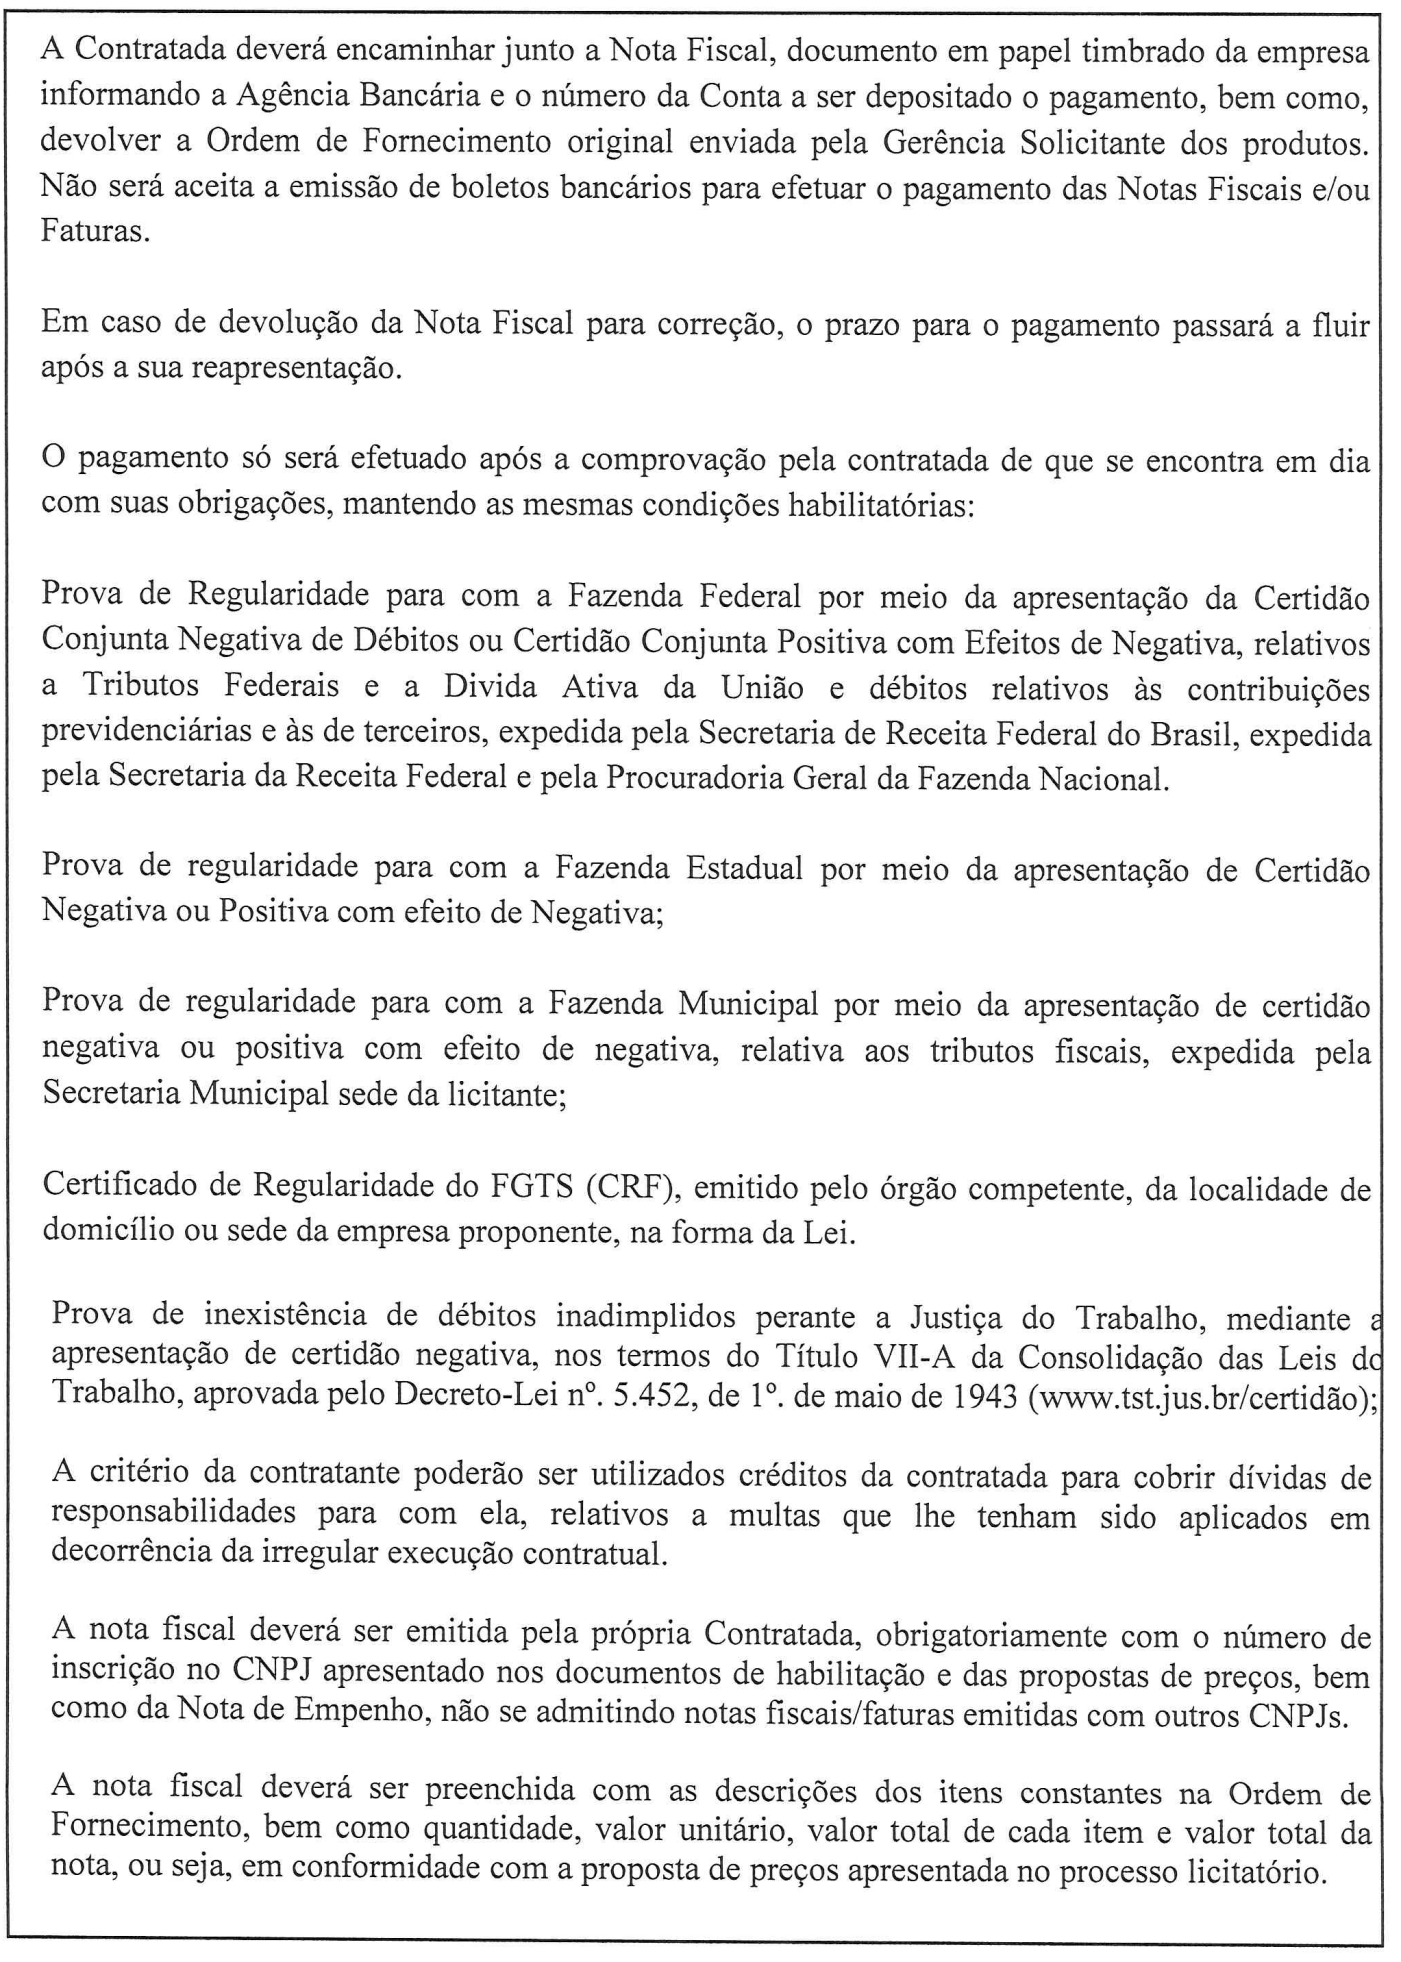 A Contratada deverá encaminhar junto a Nota Fiscal, documento em papel timbrado da empresa
informando a Agência Bancária e o número da Conta a ser depositado o pagamento, bem como,
devolver a Ordem de Fornecimento original enviada pela Gerência Solicitante dos produtos.
Não será aceita a emissão de boletos bancários para efetuar o pagamento das Notas Fiscais e/ou
Faturas.
Em caso de devolução da Nota Fiscal para correção, o prazo para o pagamento passará a fluir
após a sua reapresentação.
O pagamento só será efetuado após a comprovação pela contratada de que se encontra em dia
com suas obrigações, mantendo as mesmas condições habilitatórias:
Prova de Regularidade para com a Fazenda Federal por meio da apresentação da Certidão
Conjunta Negativa de Débitos ou Certidão Conjunta Positiva com Efeitos de Negativa, relativos
a Tributos Federais e a Divida Ativa da União e débitos relativos às contribuições
previdenciárias e às de terceiros, expedida pela Secretaria de Receita Federal do Brasil, expedida
pela Secretaria da Receita Federal e pela Procuradoria Geral da Fazenda Nacional.
Prova de regularidade para com a Fazenda Estadual por meio da apresentação de Certidão
Negativa ou Positiva com efeito de Negativa;
Prova de regularidade para com a Fazenda Municipal por meio da apresentação de certidão
negativa ou positiva com efeito de negativa, relativa aos tributos fiscais, expedida pela
Secretaria Municipal sede da licitante;
Certificado de Regularidade do FGTS (CRF), emitido pelo órgão competente, da localidade de
domicílio ou sede da empresa proponente, na forma da Lei.
Prova de inexistência de débitos inadimplidos perante a Justiça do Trabalho, mediante a
apresentação de certidão negativa, nos termos do Título VII-A da Consolidação das Leis do
Trabalho, aprovada pelo Decreto-Lei nº. 5.452, de 1º. de maio de 1943 (www.tst.jus.br/certidão);
A critério da contratante poderão ser utilizados créditos da contratada para cobrir dívidas de
responsabilidades para com ela, relativos a multas que lhe tenham sido aplicados em
decorrência da irregular execução contratual.
A nota fiscal deverá ser emitida pela própria Contratada, obrigatoriamente com o número de
inscrição no CNPJ apresentado nos documentos de habilitação e das propostas de preços, bem
como da Nota de Empenho, não se admitindo notas fiscais/faturas emitidas com outros CNPJs.
A nota fiscal deverá ser preenchida com as descrições dos itens constantes na Ordem de
Fornecimento, bem como quantidade, valor unitário, valor total de cada item e valor total da
nota, ou seja, em conformidade com a proposta de preços apresentada no processo licitatório.